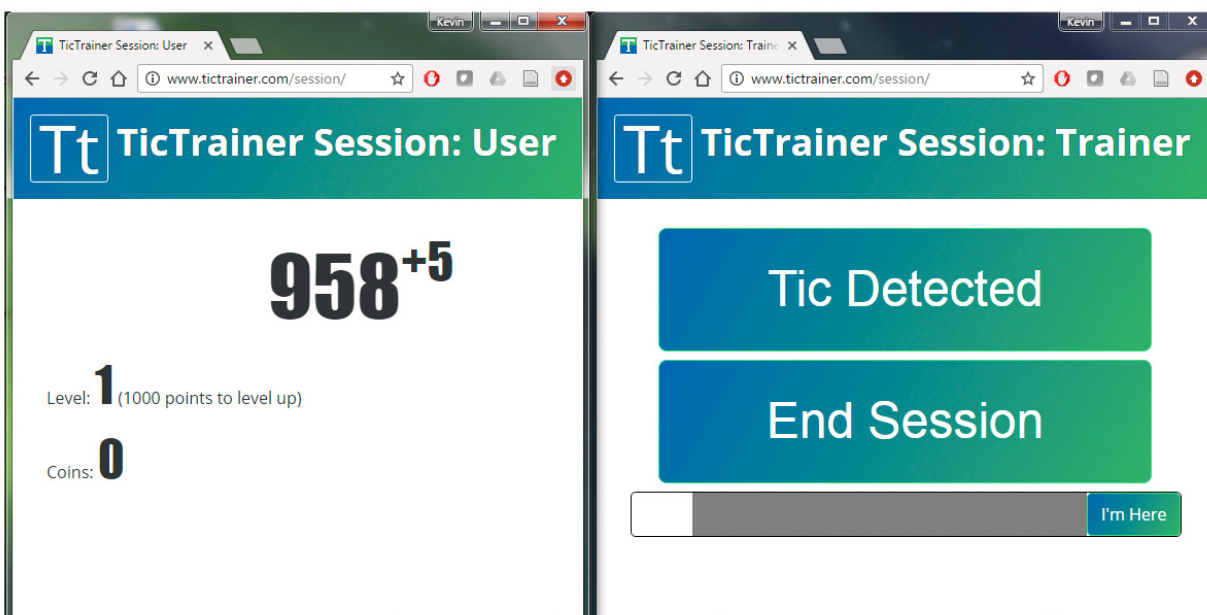 Kevin
TicTrainer Session: User
www.tictrainer.com/session/
Tt TicTrainer Session: User
958+5
Level: 1 (1000 points to level up)
Coins: 0
Kevin
TicTrainer Session: Traine
www.tictrainer.com/session/
Tt TicTrainer Session: Trainer
Tic Detected
End Session
I'm Here